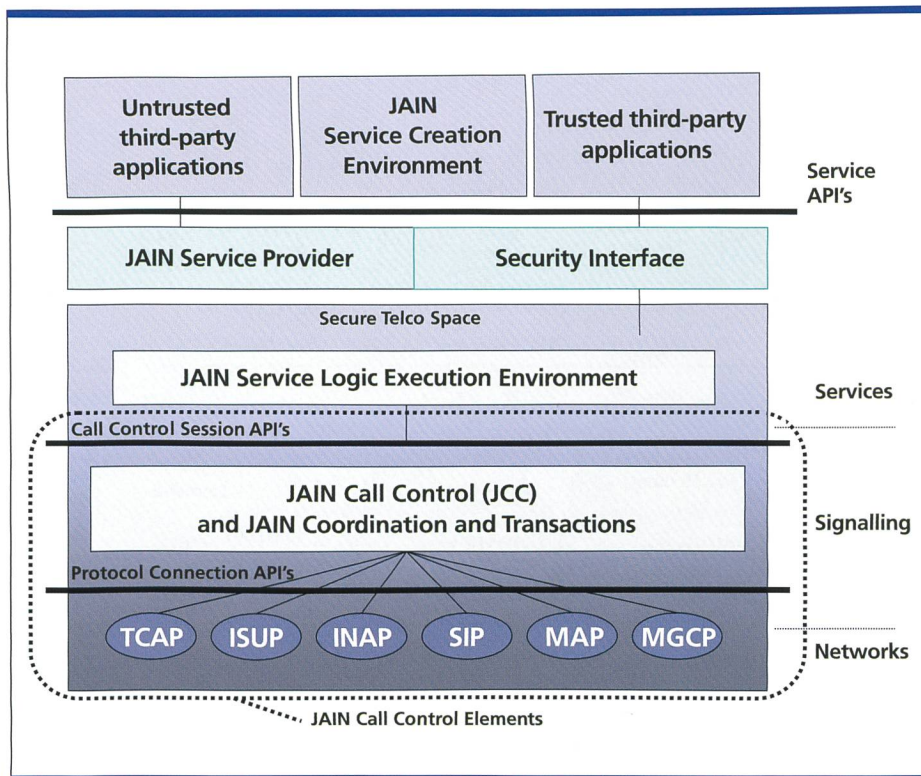 Untrusted
third-party
applications
JAIN
Service Creation
Environment
Trusted third-party
applications
Service
API's
JAIN Service Provider
Security Interface
Secure Telco Space
JAIN Service Logic Execution Environment
Services
Call Control Session API's
JAIN Call Control (JCC)
and JAIN Coordination and Transactions
Signalling
Protocol Connection API's
TCAP
ISUP
INAP
SIP
MAP
MGCP
Networks
JAIN Call Control Elements